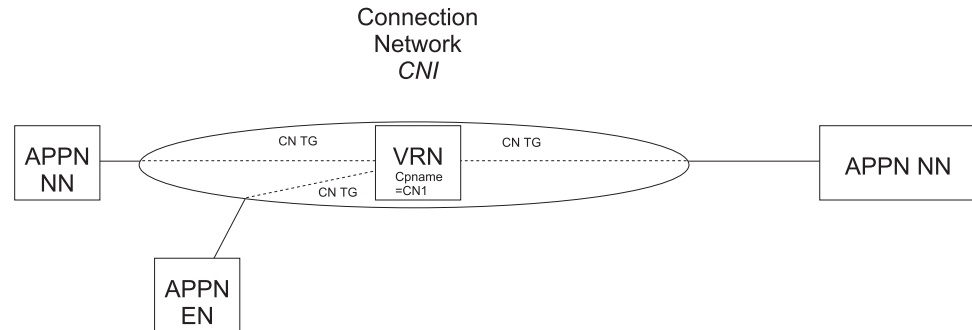 Connection
Network
CNI
CN TG
CN TG
APPN
NN
VRN
Cpname
=CN1
APPN NN
CN TG
APPN
EN